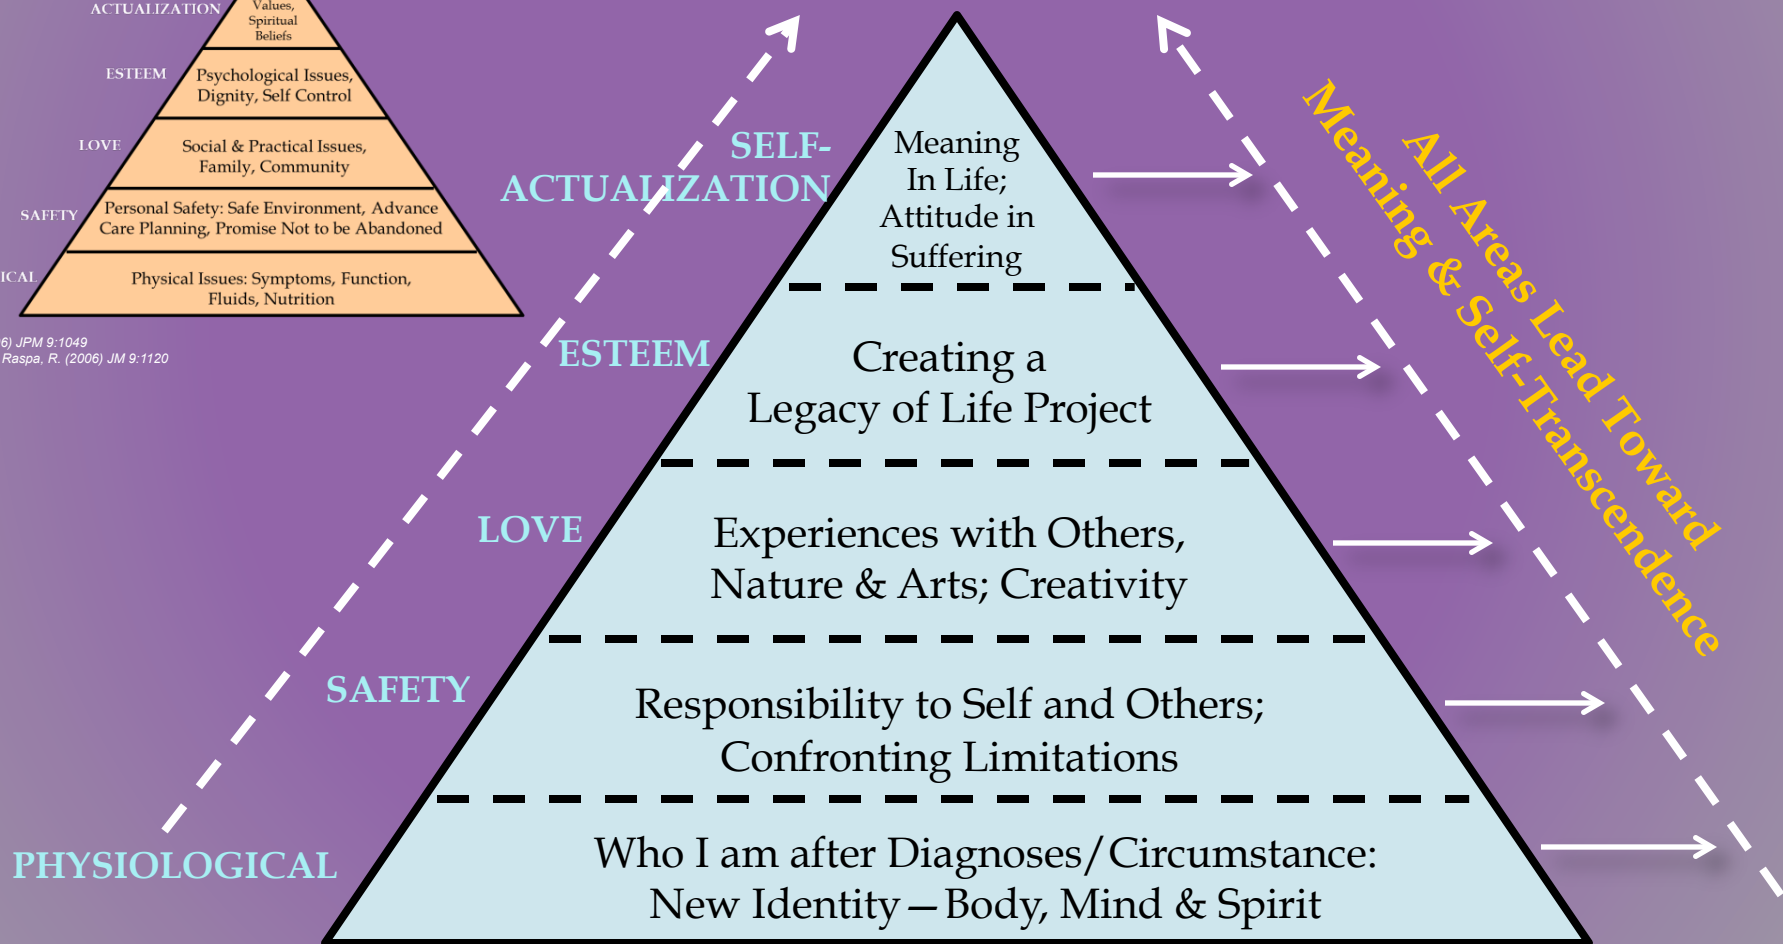 ACTUALIZATION
Values,
Spiritual
Beliefs
ESTEEM
Psychological Issues,
Dignity, Self Control
LOVE
Social & Practical Issues,
Family, Community
SAFETY
Personal Safety: Safe Environment, Advance
Care Planning, Promise Not to be Abandoned
ICAL
Physical Issues: Symptoms, Function,
Fluids, Nutrition
6) JPM 9:1049
Raspa, R. (2006) JM 9:1120
SELF-
ACTUALIZATION
Meaning
In Life;
Attitude in
Suffering
ESTEEM
Creating a
Legacy of Life Project
LOVE
Experiences with Others,
Nature & Arts; Creativity
SAFETY
Responsibility to Self and Others;
Confronting Limitations
PHYSIOLOGICAL
Who I am after Diagnoses/Circumstance:
New Identity—Body, Mind & Spirit
All Areas Lead Toward
Meaning & Self-Transcendence